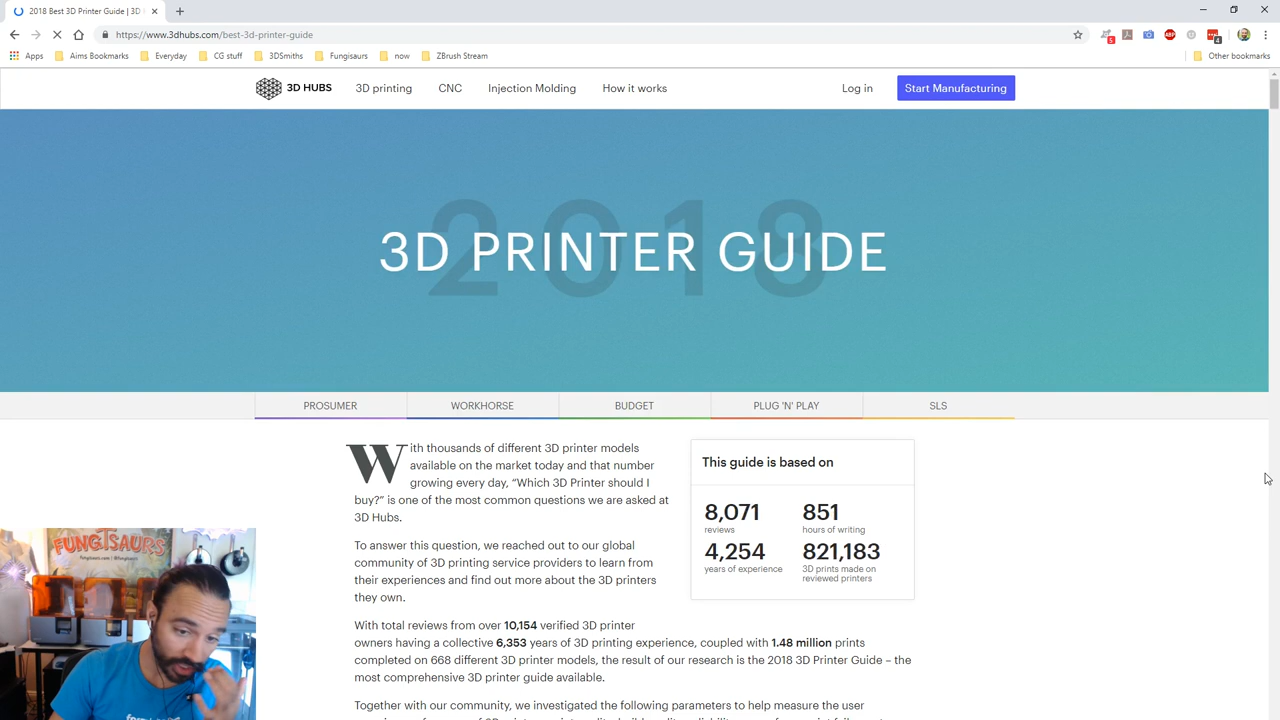 2018 Best 3D Printer Guide | 3D
https://www.3dhubs.com/best-3d-printer-guide
5
ABP
4
Apps Aims Bookmarks Everyday CG stuff 3DSmiths Fungisaurs now ZBrush Stream Other bookmarks
3D HUBS 3D printing CNC Injection Molding How it works Log in Start Manufacturing
2018
3D PRINTER GUIDE
PROSUMER WORKHORSE BUDGET PLUG 'N' PLAY SLS
With thousands of different 3D printer models
available on the market today and that number
growing every day, “Which 3D Printer should I
buy?” is one of the most common questions we are asked at
3D Hubs.
To answer this question, we reached out to our global
community of 3D printing service providers to learn from
their experiences and find out more about the 3D printers
they own.
This guide is based on
8,071 851
reviews hours of writing
4,254 821,183
years of experience 3D prints made on
reviewed printers
With total reviews from over 10,154 verified 3D printer
owners having a collective 6,353 years of 3D printing experience, coupled with 1.48 million prints
completed on 668 different 3D printer models, the result of our research is the 2018 3D Printer Guide – the
most comprehensive 3D printer guide available.
Together with our community, we investigated the following parameters to help measure the user
FUNGISAURS